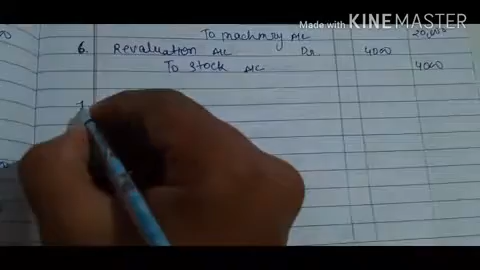 Made with KINEMASTER
To machinery A/c 20,000
6. Revaluation A/c Dr 4000
To stock A/c 4000